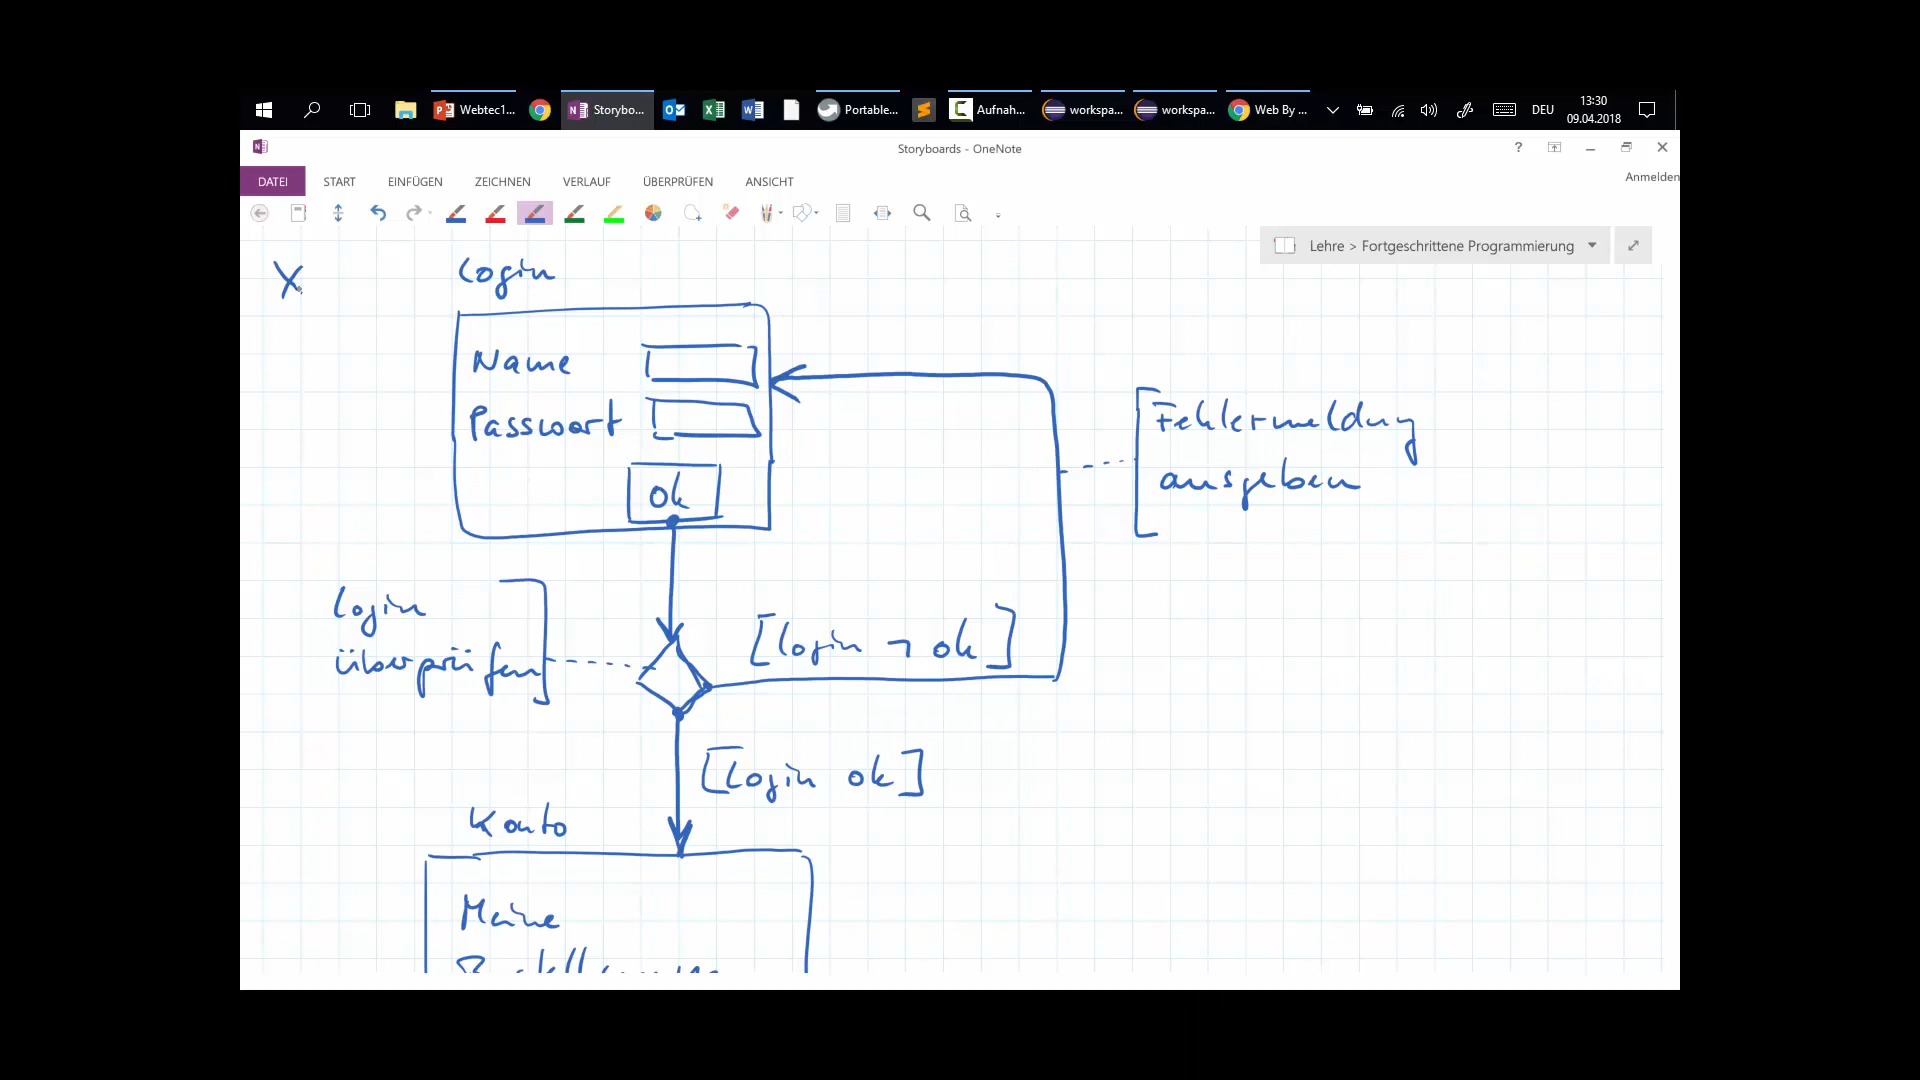 Webtec1...
Storybo...
Portable...
Aufnah...
workspa...
workspa...
Web By ...
DEU
13:30
09.04.2018
Storyboards - OneNote
?
Anmelden
DATEI
START
EINFÜGEN
ZEICHNEN
VERLAUF
ÜBERPRÜFEN
ANSICHT
Lehre > Fortgeschrittene Programmierung
X
Login
Name
Passwort
ok
Fehlermeldung
ausgeben
Login
überprüfen
[Login ¬ ok]
[Login ok]
Konto
Meine